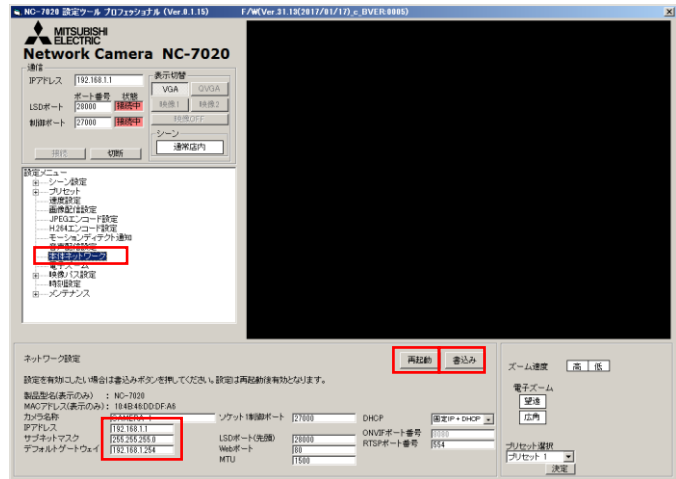 NC-7020 設定ツール プロフェッショナル (Ver.0.1.15)　F/W(Ver.31.13(2017/01/17)_c_BVER:0005)
MITSUBISHI
ELECTRIC
Network Camera NC-7020
通信
IPアドレス 192.168.1.1
ポート番号 状態
LSDポート 28000 接続中
制御ポート 27000 接続中
接続 切断
表示切替
VGA QVGA
映像1 映像2
映像OFF
シーン
通常店内
設定メニュー
シーン設定
プリセット
速度設定
画像配信設定
JPEGエンコード設定
H.264エンコード設定
モーションディテクト通知
音声配信設定
本体ネットワーク
電子ズーム
映像パス設定
時刻設定
メンテナンス
ネットワーク設定
再起動 書込み
設定を有効にしたい場合は書込みボタンを押してください。設定は再起動後有効となります。
製品型名(表示のみ) : NC-7020
MACアドレス(表示のみ) : 184B:46:DD:DF:A6
カメラ名称 CAMERA-1
IPアドレス 192.168.1.1
サブネットマスク 255.255.255.0
デフォルトゲートウェイ 192.168.1.254
ソケット1制御ポート 27000
LSDポート(先頭) 28000
Webポート 80
MTU 1500
DHCP 固定IP+DHCP
ONVIFポート番号
RTSPポート番号 554
ズーム速度 高 低
電子ズーム
望遠
広角
プリセット選択
プリセット 1
決定